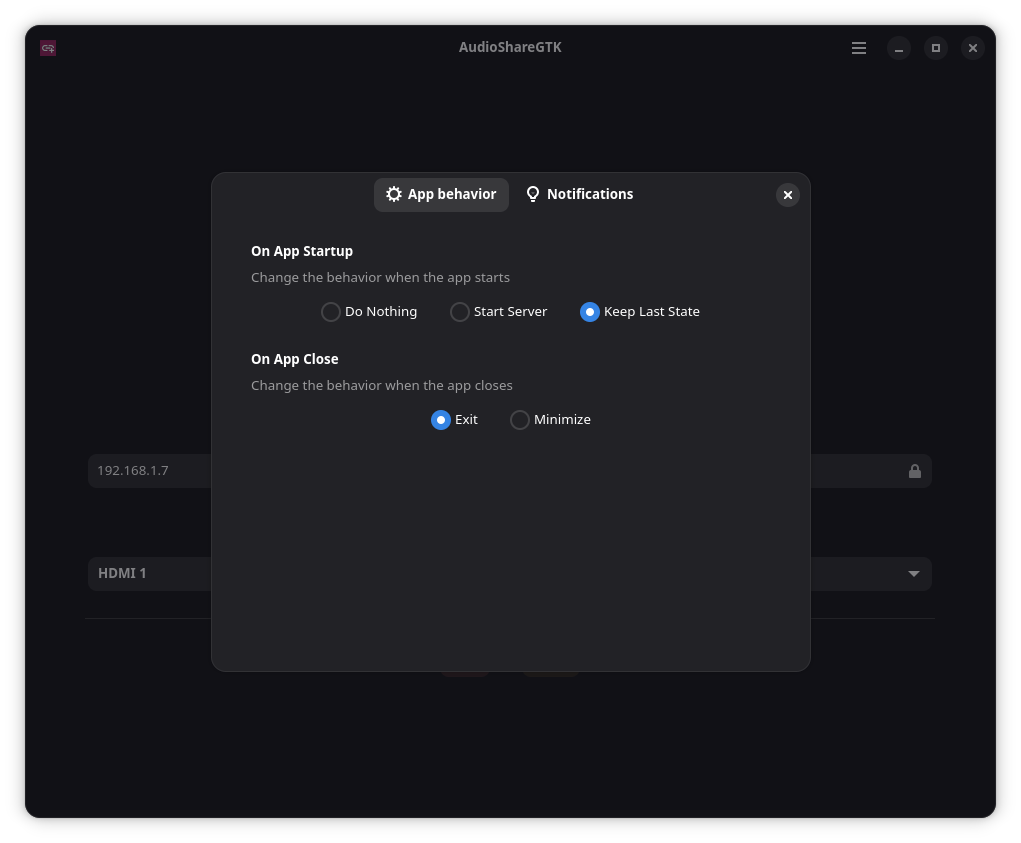 AudioShareGTK
App behavior
Notifications
On App Startup
Change the behavior when the app starts
Do Nothing
Start Server
Keep Last State
On App Close
Change the behavior when the app closes
Exit
Minimize
192.168.1.7
HDMI 1